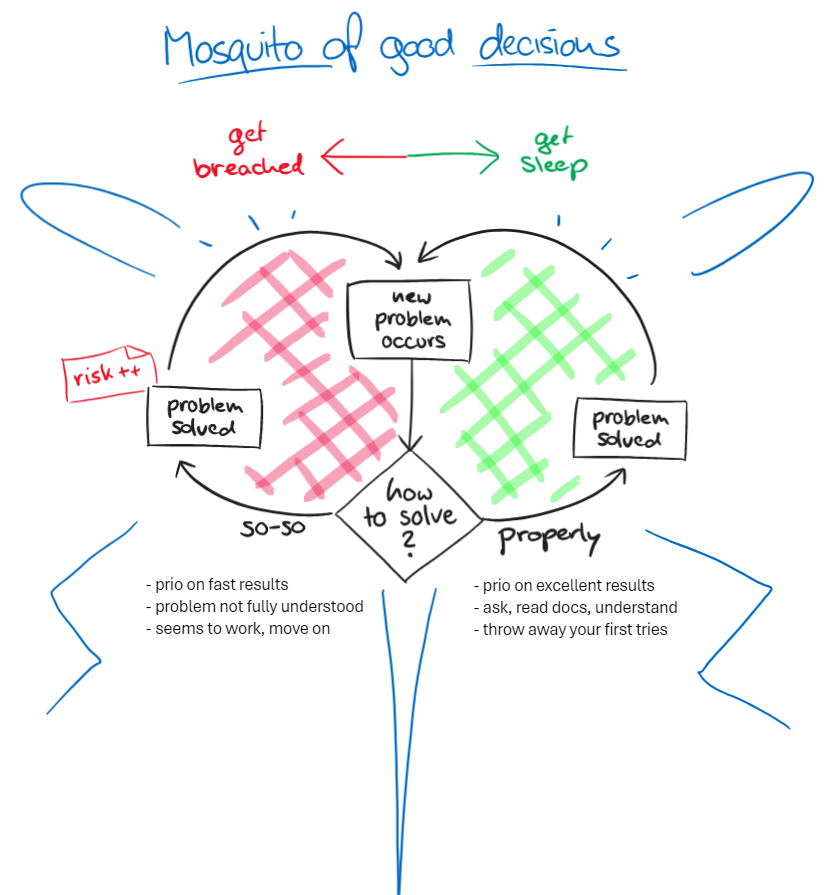 Mosquito of good decisions
get
breached
get
sleep
new
problem
occurs
risk ++
problem
solved
problem
solved
how
to solve
?
so-so
properly
- prio on fast results
- problem not fully understood
- seems to work, move on
- prio on excellent results
- ask, read docs, understand
- throw away your first tries